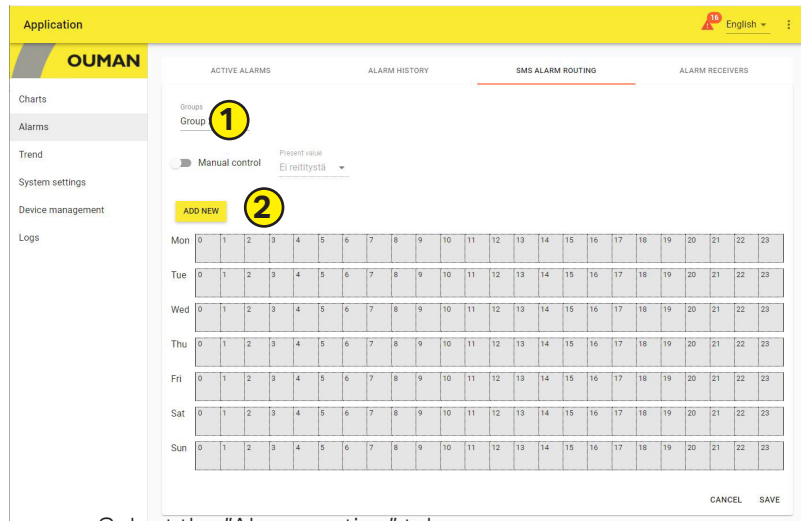 Application
16
English
OUMAN
ACTIVE ALARMS
ALARM HISTORY
SMS ALARM ROUTING
ALARM RECEIVERS
Charts
Alarms
Trend
System settings
Device management
Logs
Groups
Group
1
Manual control
Present value
Ei reititystä
ADD NEW
2
Mon 0 1 2 3 4 5 6 7 8 9 10 11 12 13 14 15 16 17 18 19 20 21 22 23
Tue 0 1 2 3 4 5 6 7 8 9 10 11 12 13 14 15 16 17 18 19 20 21 22 23
Wed 0 1 2 3 4 5 6 7 8 9 10 11 12 13 14 15 16 17 18 19 20 21 22 23
Thu 0 1 2 3 4 5 6 7 8 9 10 11 12 13 14 15 16 17 18 19 20 21 22 23
Fri 0 1 2 3 4 5 6 7 8 9 10 11 12 13 14 15 16 17 18 19 20 21 22 23
Sat 0 1 2 3 4 5 6 7 8 9 10 11 12 13 14 15 16 17 18 19 20 21 22 23
Sun 0 1 2 3 4 5 6 7 8 9 10 11 12 13 14 15 16 17 18 19 20 21 22 23
CANCEL SAVE